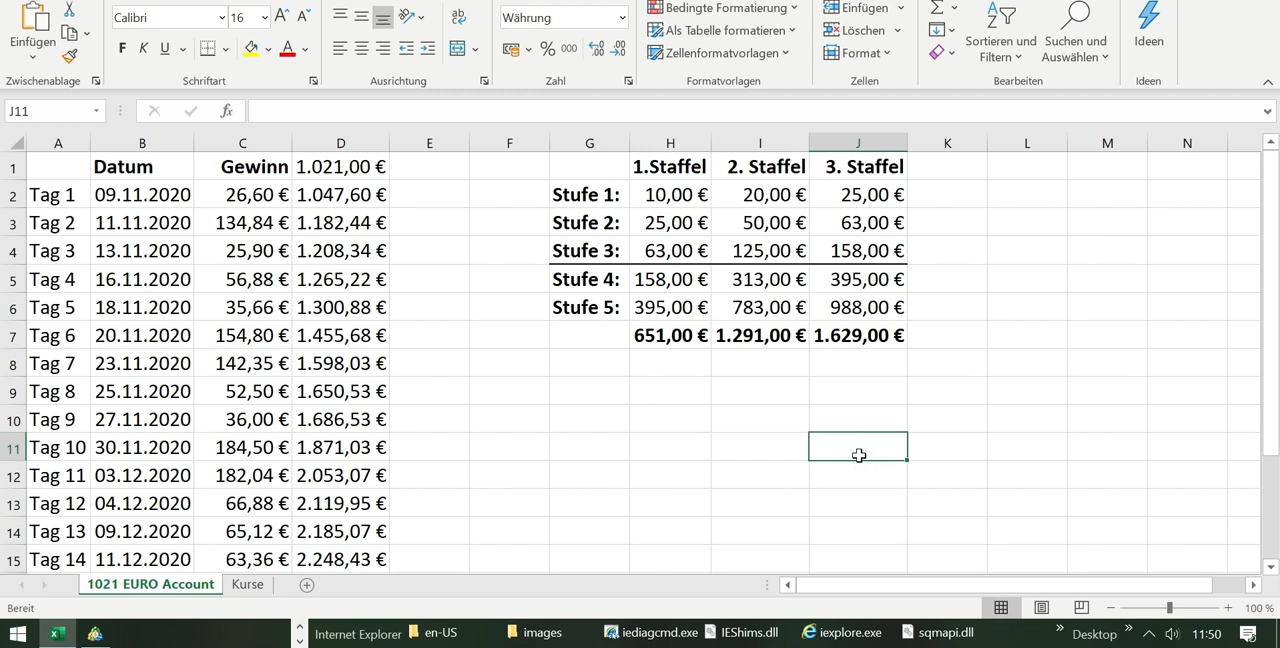 Calibri 16 A A Währung Bedingte Formatierung Einfügen
Als Tabelle formatieren Löschen
Einfügen F K U A % 000 Zellenformatvorlagen Format Sortieren und Filtern Suchen und Auswählen Ideen
Zwischenablage Schriftart Ausrichtung Zahl Formatvorlagen Zellen Bearbeiten Ideen
J11 fx
A B C D E F G H I J K L M N
1 Datum Gewinn 1.021,00 € 1.Staffel 2. Staffel 3. Staffel
2 Tag 1 09.11.2020 26,60 € 1.047,60 € Stufe 1: 10,00 € 20,00 € 25,00 €
3 Tag 2 11.11.2020 134,84 € 1.182,44 € Stufe 2: 25,00 € 50,00 € 63,00 €
4 Tag 3 13.11.2020 25,90 € 1.208,34 € Stufe 3: 63,00 € 125,00 € 158,00 €
5 Tag 4 16.11.2020 56,88 € 1.265,22 € Stufe 4: 158,00 € 313,00 € 395,00 €
6 Tag 5 18.11.2020 35,66 € 1.300,88 € Stufe 5: 395,00 € 783,00 € 988,00 €
7 Tag 6 20.11.2020 154,80 € 1.455,68 € 651,00 € 1.291,00 € 1.629,00 €
8 Tag 7 23.11.2020 142,35 € 1.598,03 €
9 Tag 8 25.11.2020 52,50 € 1.650,53 €
10 Tag 9 27.11.2020 36,00 € 1.686,53 €
11 Tag 10 30.11.2020 184,50 € 1.871,03 €
12 Tag 11 03.12.2020 182,04 € 2.053,07 €
13 Tag 12 04.12.2020 66,88 € 2.119,95 €
14 Tag 13 09.12.2020 65,12 € 2.185,07 €
15 Tag 14 11.12.2020 63,36 € 2.248,43 €
1021 EURO Account Kurse
Bereit 100 %
Internet Explorer en-US images iediagcmd.exe IEShims.dll iexplore.exe sqmapi.dll Desktop 11:50